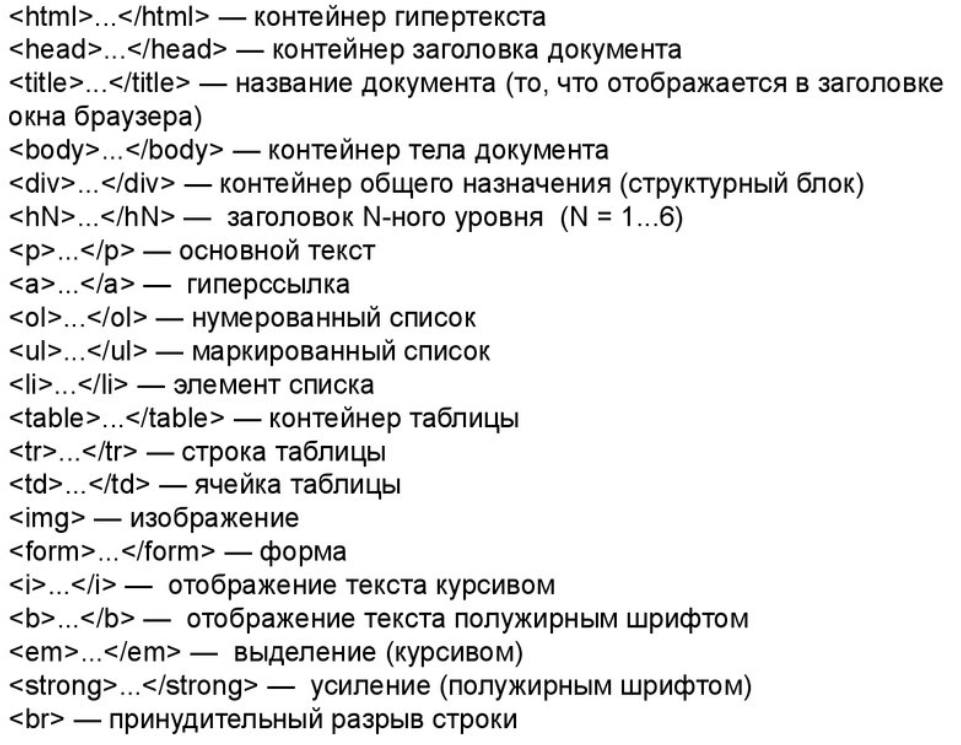 <html>...</html> — контейнер гипертекста
<head>...</head> — контейнер заголовка документа
<title>...</title> — название документа (то, что отображается в заголовке
окна браузера)
<body>...</body> — контейнер тела документа
<div>...</div> — контейнер общего назначения (структурный блок)
<hN>...</hN> — заголовок N-ного уровня (N = 1...6)
<p>...</p> — основной текст
<a>...</a> — гиперссылка
<ol>...</ol> — нумерованный список
<ul>...</ul> — маркированный список
<li>...</li> — элемент списка
<table>...</table> — контейнер таблицы
<tr>...</tr> — строка таблицы
<td>...</td> — ячейка таблицы
<img> — изображение
<form>...</form> — форма
<i>...</i> — отображение текста курсивом
<b>...</b> — отображение текста полужирным шрифтом
<em>...</em> — выделение (курсивом)
<strong>...</strong> — усиление (полужирным шрифтом)
<br> — принудительный разрыв строки